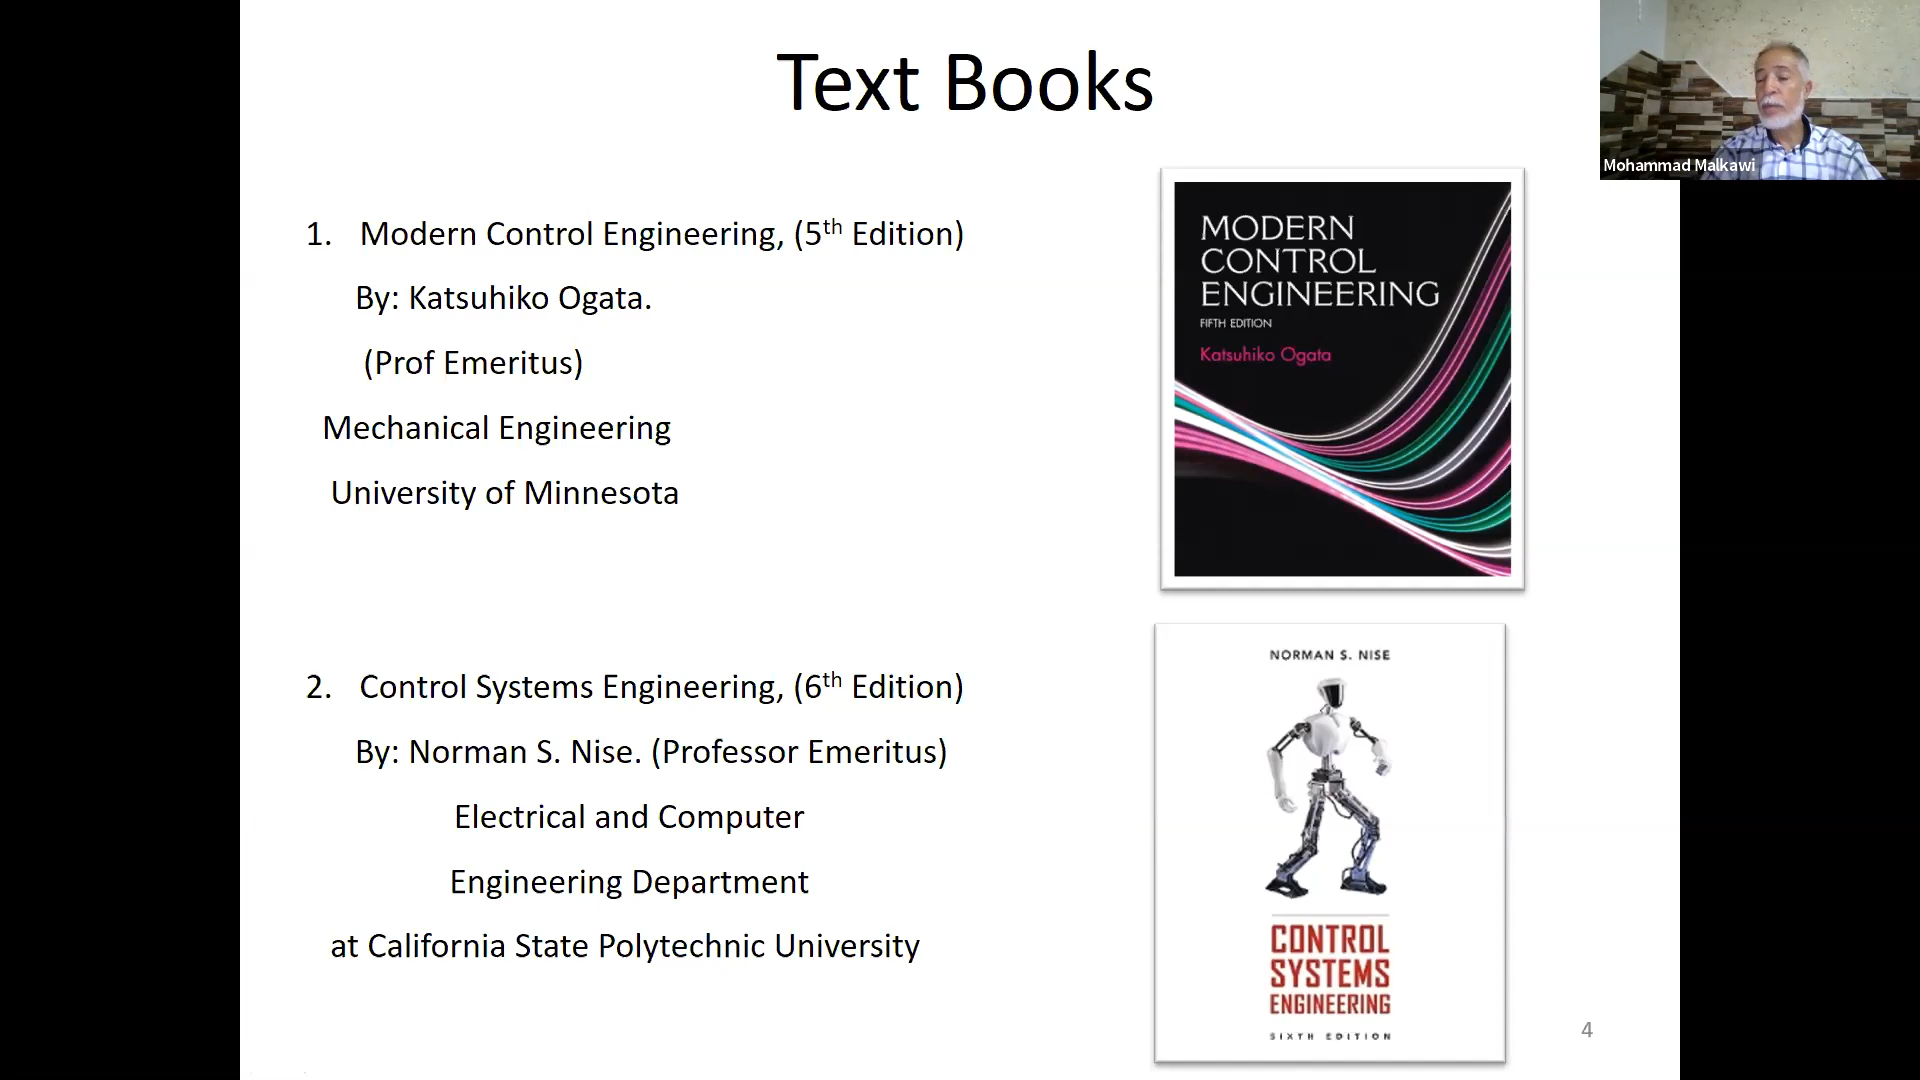 Text Books
Mohammad Malkawi
1. Modern Control Engineering, (5th Edition)
By: Katsuhiko Ogata.
(Prof Emeritus)
Mechanical Engineering
University of Minnesota
MODERN
CONTROL
ENGINEERING
FIFTH EDITION
Katsuhiko Ogata
2. Control Systems Engineering, (6th Edition)
By: Norman S. Nise. (Professor Emeritus)
Electrical and Computer
Engineering Department
at California State Polytechnic University
NORMAN S. NISE
CONTROL
SYSTEMS
ENGINEERING
SIXTH EDITION
4